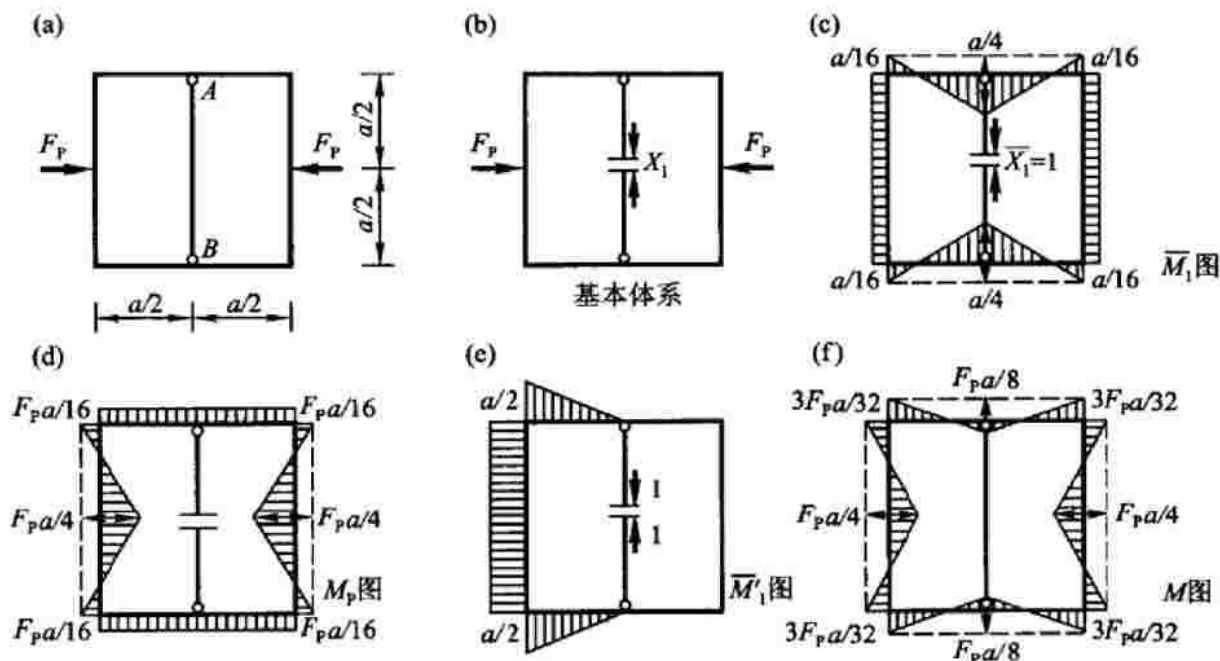 (a)
A
a/2
F_P
F_P
a/2
B
a/2
a/2
(b)
F_P
X_1
F_P
基本体系
(c)
a/16
a/4
a/16
X̄_1=1
a/16
a/4
a/16
M̄_1图
(d)
F_Pa/16
F_Pa/16
F_Pa/4
F_Pa/4
M_P图
F_Pa/16
F_Pa/16
(e)
a/2
1
1
a/2
M̄′_1图
(f)
F_Pa/8
3F_Pa/32
3F_Pa/32
F_Pa/4
F_Pa/4
M图
3F_Pa/32
F_Pa/8
3F_Pa/32